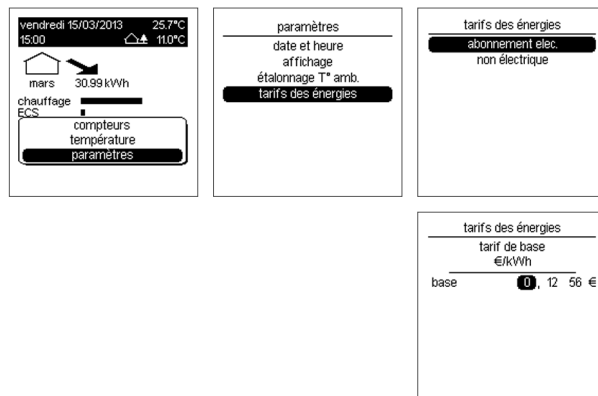 vendredi 15/03/2013 25.7°C
15:00 11.0°C
mars 30.99 kWh
chauffage
ECS
compteurs
température
paramètres
paramètres
date et heure
affichage
étalonnage T° amb.
tarifs des énergies
tarifs des énergies
abonnement elec.
non électrique
tarifs des énergies
tarif de base
€/kWh
base 0, 12 56 €